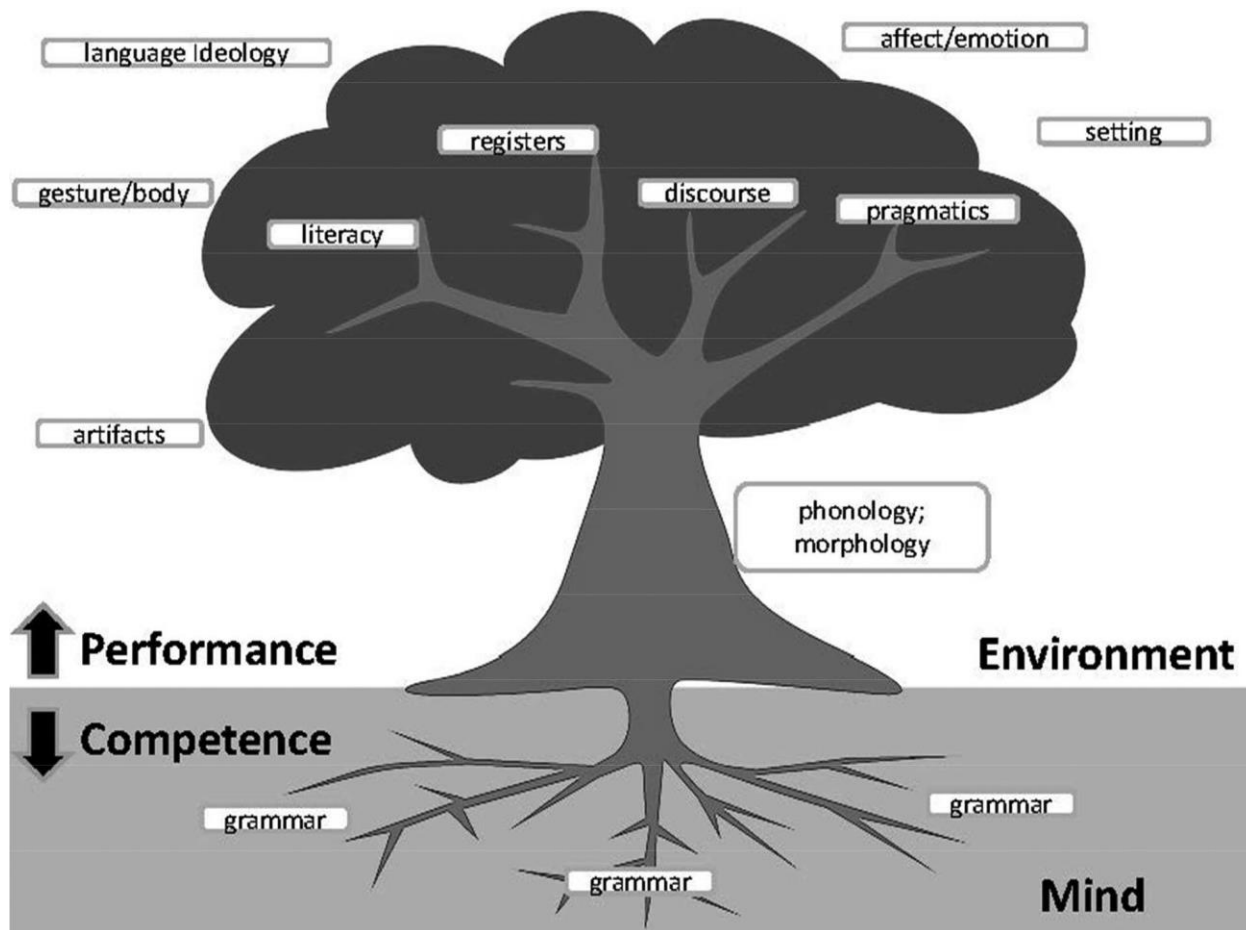 language Ideology
affect/emotion
registers
setting
gesture/body
discourse
pragmatics
literacy
artifacts
phonology;
morphology
Performance
Environment
Competence
grammar
grammar
grammar
Mind